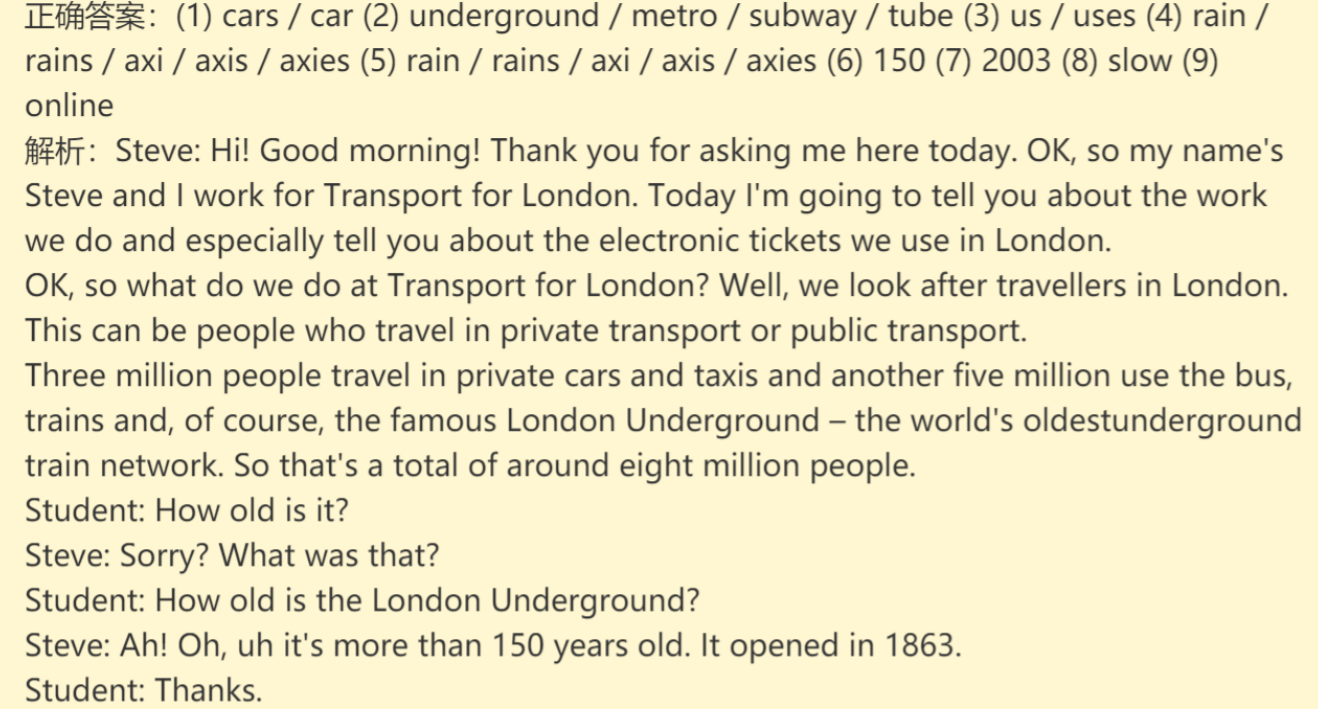 正确答案：(1) cars / car (2) underground / metro / subway / tube (3) us / uses (4) rain /
rains / axi / axis / axies (5) rain / rains / axi / axis / axies (6) 150 (7) 2003 (8) slow (9)
online
解析：Steve: Hi! Good morning! Thank you for asking me here today. OK, so my name's
Steve and I work for Transport for London. Today I'm going to tell you about the work
we do and especially tell you about the electronic tickets we use in London.
OK, so what do we do at Transport for London? Well, we look after travellers in London.
This can be people who travel in private transport or public transport.
Three million people travel in private cars and taxis and another five million use the bus,
trains and, of course, the famous London Underground – the world's oldestunderground
train network. So that's a total of around eight million people.
Student: How old is it?
Steve: Sorry? What was that?
Student: How old is the London Underground?
Steve: Ah! Oh, uh it's more than 150 years old. It opened in 1863.
Student: Thanks.